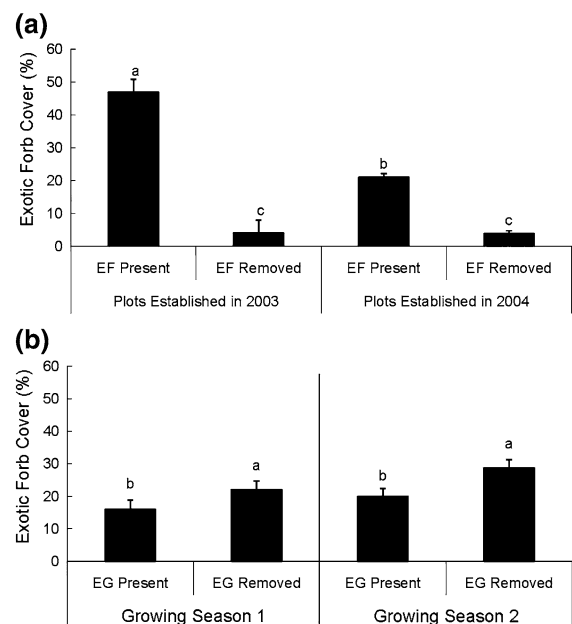 (a)
Exotic Forb Cover (%)
60
50
40
30
20
10
0
a
c
b
c
EF Present
EF Removed
EF Present
EF Removed
Plots Established in 2003
Plots Established in 2004
(b)
Exotic Forb Cover (%)
60
50
40
30
20
10
0
b
a
b
a
EG Present
EG Removed
EG Present
EG Removed
Growing Season 1
Growing Season 2